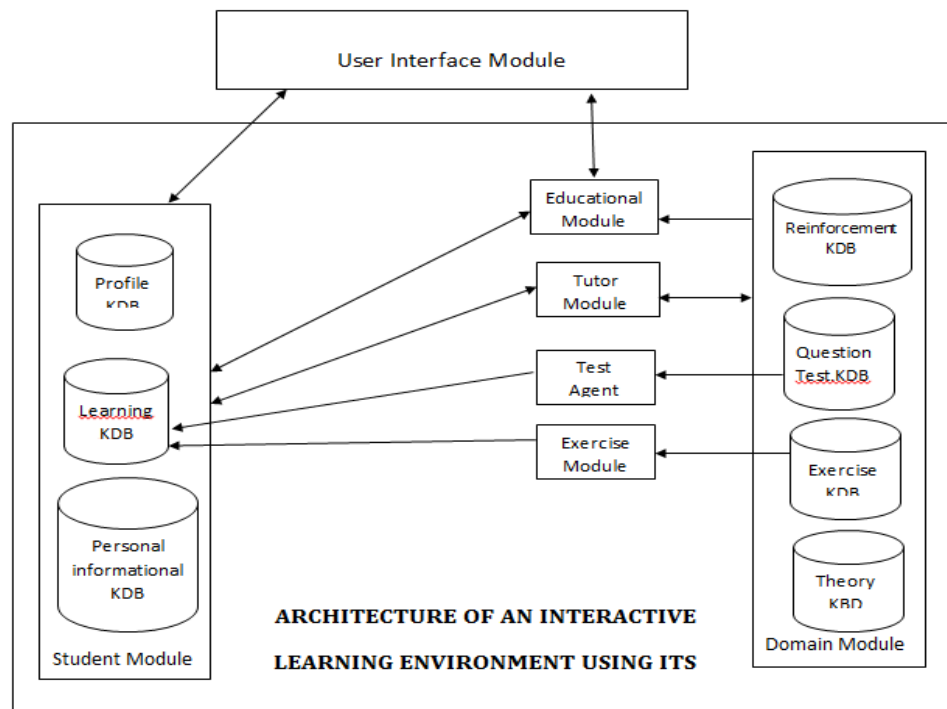 User Interface Module
Educational
Module
Reinforcement
KDB
Profile
KDB
Tutor
Module
Question
Test.KDB
Test
Agent
Learning
KDB
Exercise
Module
Exercise
KDB
Personal
informational
KDB
Theory
KBD
ARCHITECTURE OF AN INTERACTIVE
LEARNING ENVIRONMENT USING ITS
Student Module
Domain Module